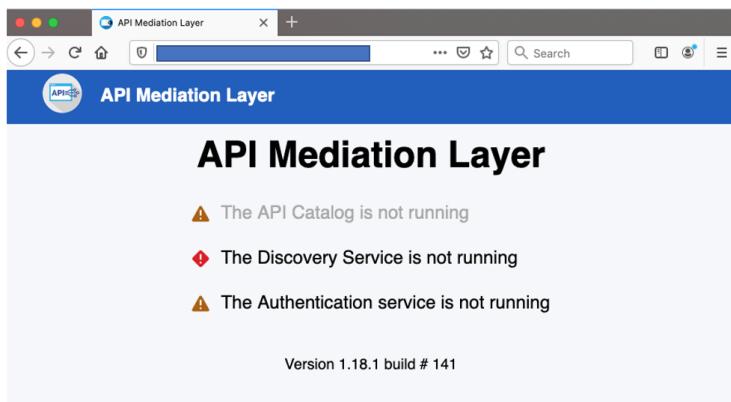 API Mediation Layer
Search
API
API Mediation Layer
API Mediation Layer
The API Catalog is not running
The Discovery Service is not running
The Authentication service is not running
Version 1.18.1 build # 141